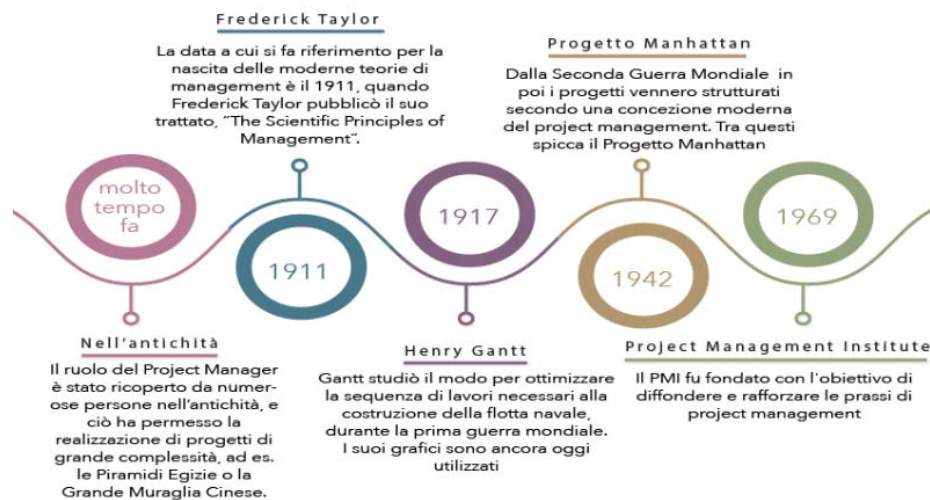 Frederick Taylor
La data a cui si fa riferimento per la
nascita delle moderne teorie di
management è il 1911, quando
Frederick Taylor pubblicò il suo
trattato, “The Scientific Principles of
Management”.
Progetto Manhattan
Dalla Seconda Guerra Mondiale in
poi i progetti vennero strutturati
secondo una concezione moderna
del project management. Tra questi
spicca il Progetto Manhattan
molto
tempo
fa
1911
1917
1942
1969
Nell’antichità
Il ruolo del Project Manager
è stato ricoperto da numer-
ose persone nell’antichità, e
ciò ha permesso la
realizzazione di progetti di
grande complessità, ad es.
le Piramidi Egizie o la
Grande Muraglia Cinese.
Henry Gantt
Gantt studiò il modo per ottimizzare
la sequenza di lavori necessari alla
costruzione della flotta navale,
durante la prima guerra mondiale.
I suoi grafici sono ancora oggi
utilizzati
Project Management Institute
Il PMI fu fondato con l'obiettivo di
diffondere e rafforzare le prassi di
project management